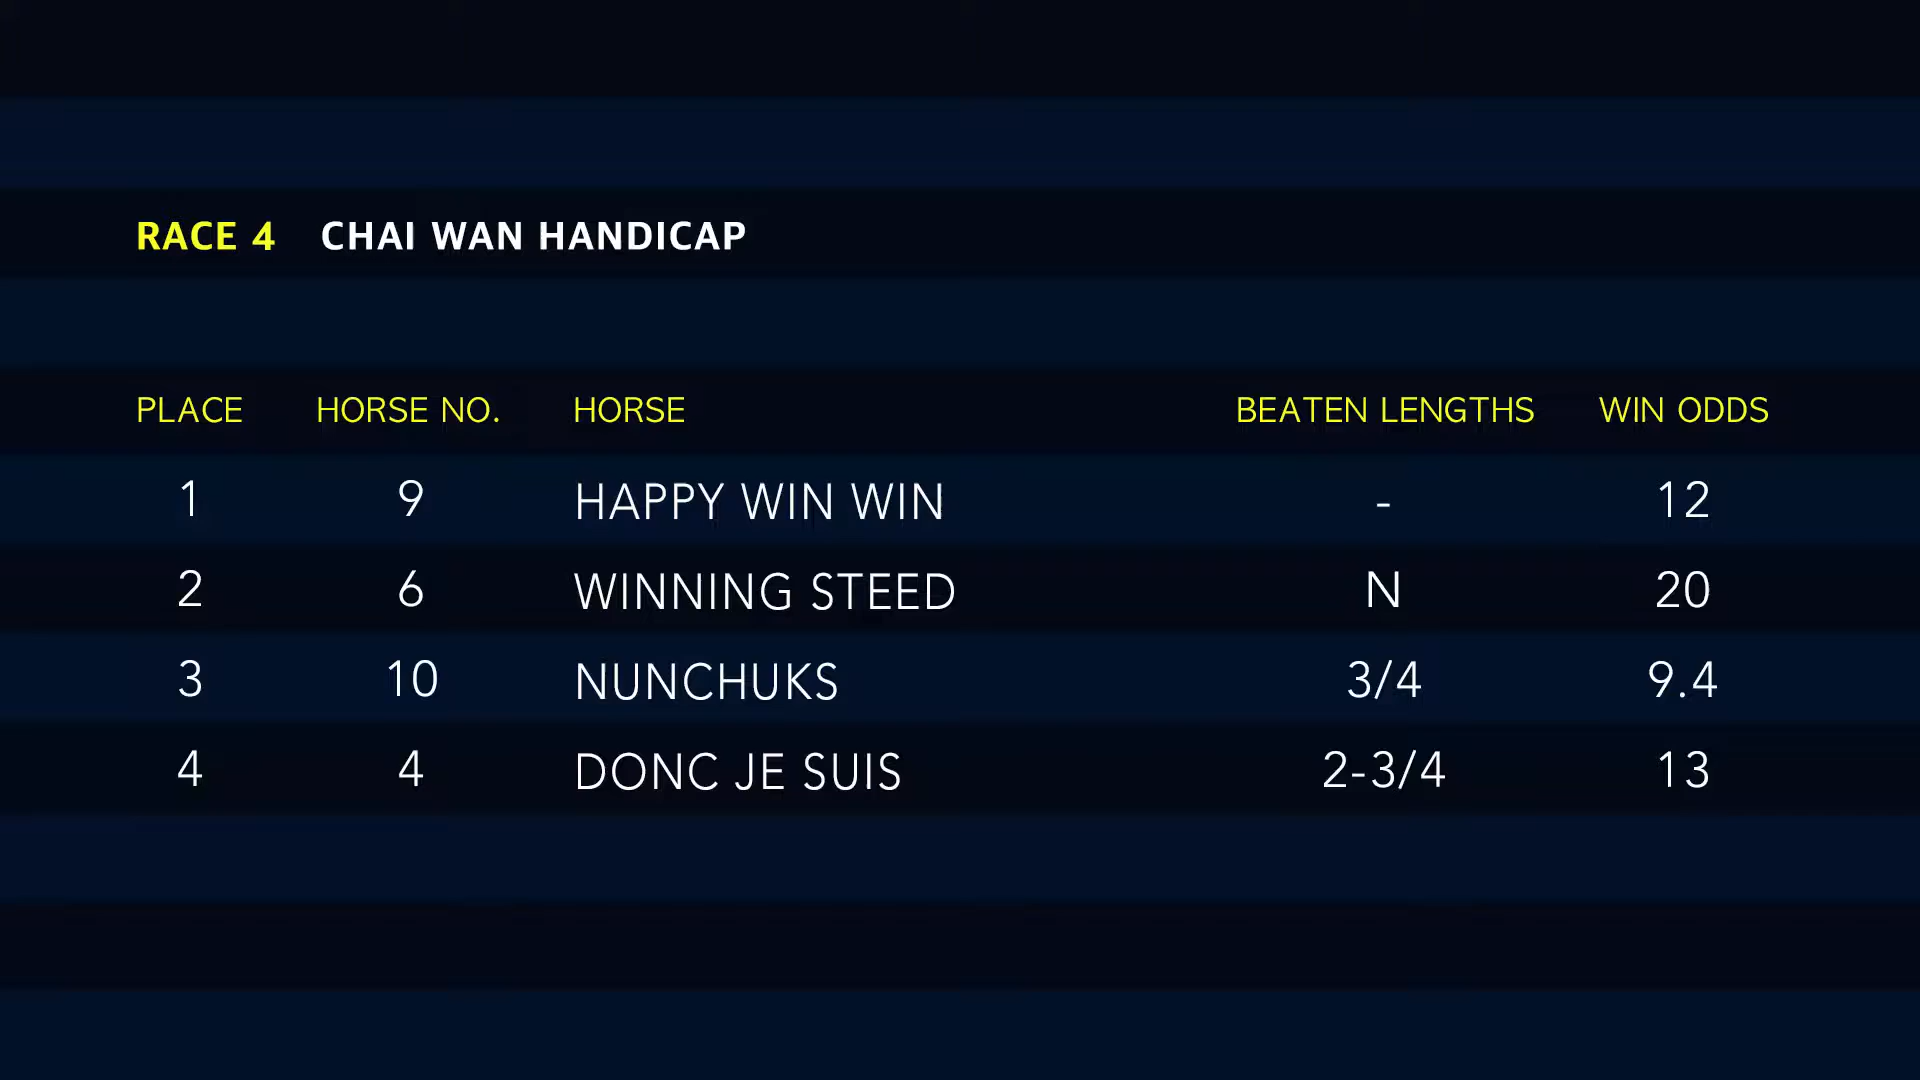 RACE 4 CHAI WAN HANDICAP
PLACE HORSE NO. HORSE BEATEN LENGTHS WIN ODDS
1 9 HAPPY WIN WIN - 12
2 6 WINNING STEED N 20
3 10 NUNCHUKS 3/4 9.4
4 4 DONC JE SUIS 2-3/4 13